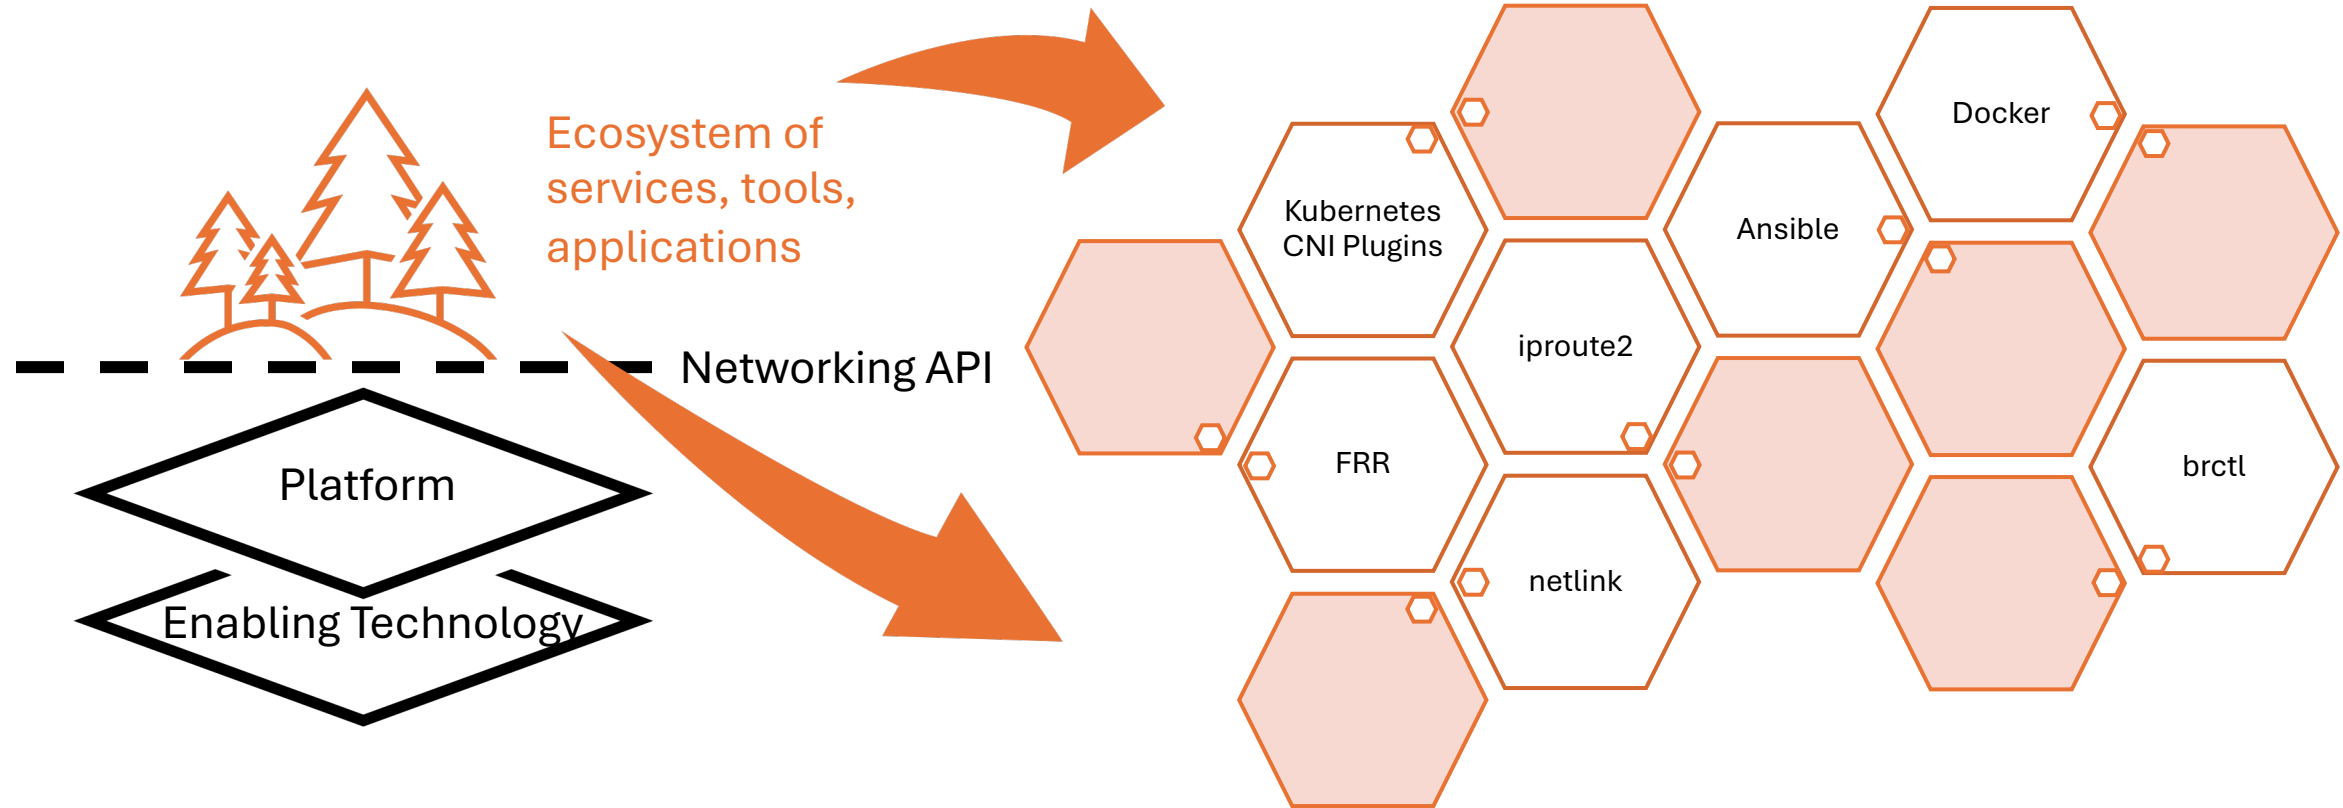 Ecosystem of
services, tools,
applications
Networking API
Platform
Enabling Technology
Docker
Kubernetes
CNI Plugins
Ansible
iproute2
FRR
brctl
netlink